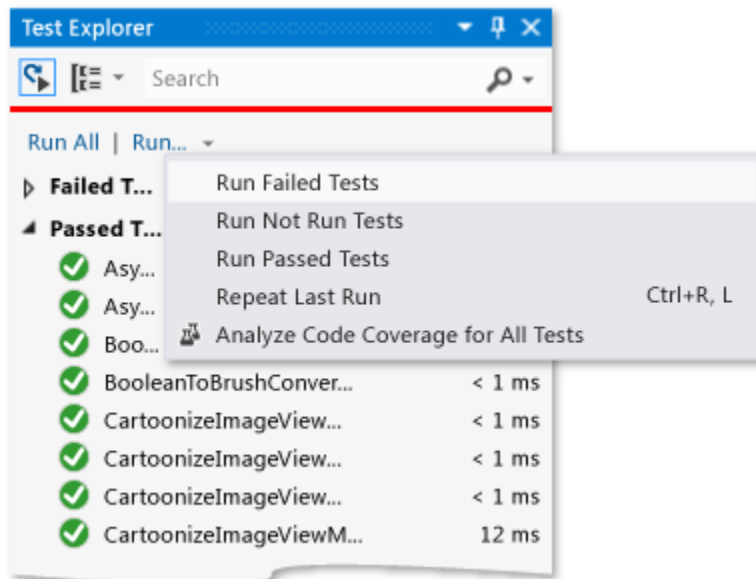 Test Explorer
Search
Run All | Run...
Failed T...
Run Failed Tests
Passed T...
Run Not Run Tests
Asy...
Run Passed Tests
Asy...
Repeat Last Run Ctrl+R, L
Boo...
Analyze Code Coverage for All Tests
BooleanToBrushConver... < 1 ms
CartoonizeImageView... < 1 ms
CartoonizeImageView... < 1 ms
CartoonizeImageView... < 1 ms
CartoonizeImageViewM... 12 ms